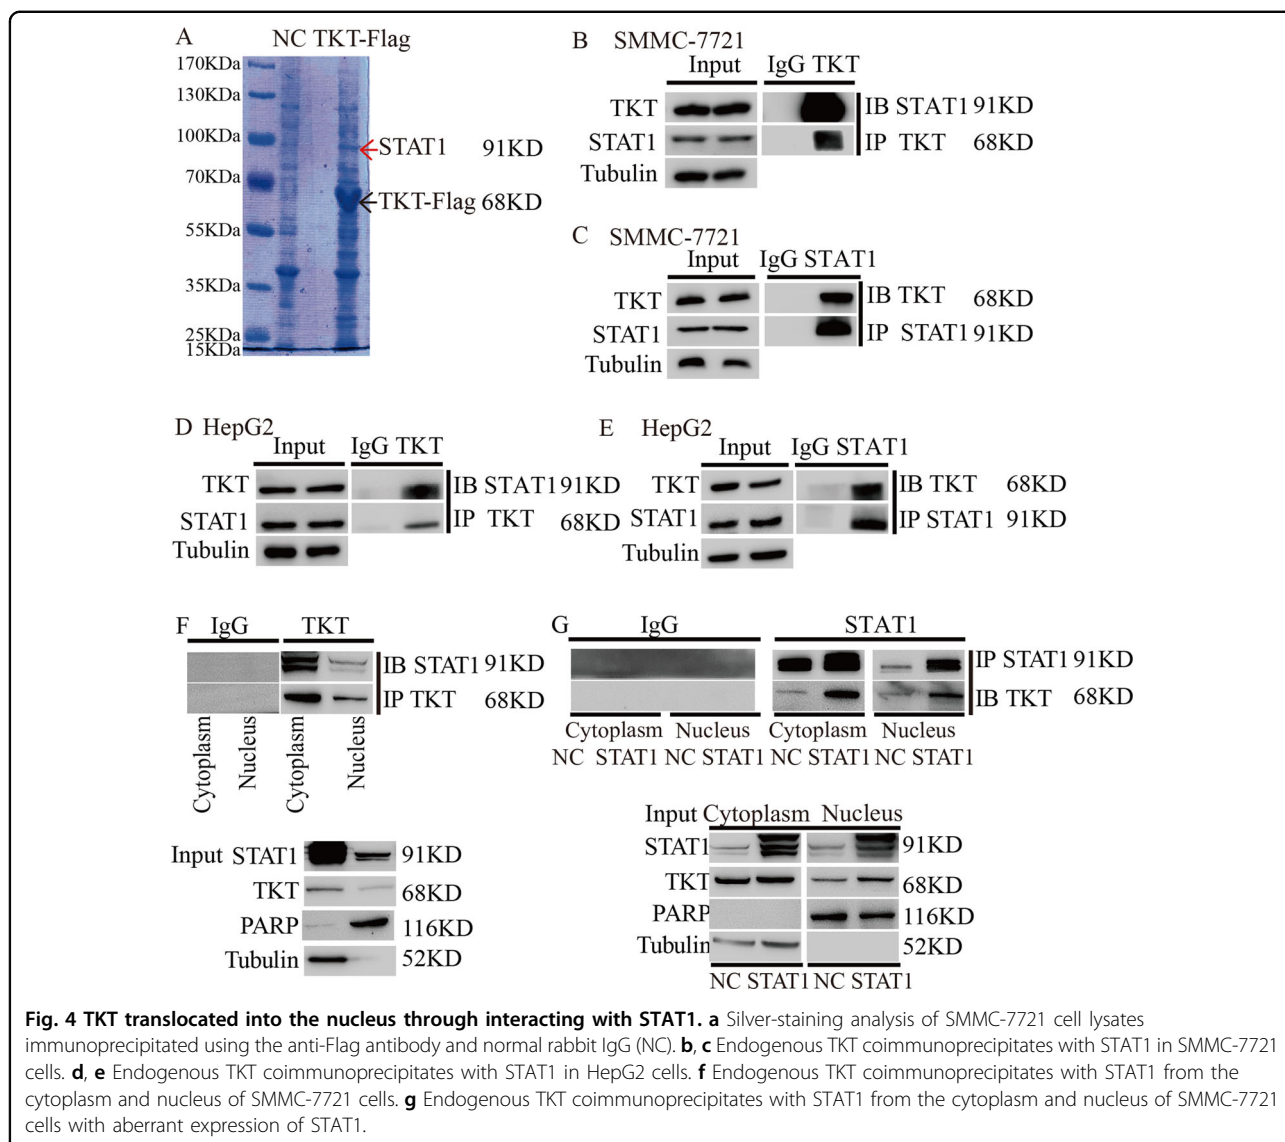 A
NC TKT-Flag
170KDa
130KDa
100KDa
70KDa
55KDa
35KDa
25KDa
15KDa
STAT1 91KD
TKT-Flag 68KD
B SMMC-7721
Input IgG TKT
TKT IB STAT1 91KD
STAT1 IP TKT 68KD
Tubulin
C SMMC-7721
Input IgG STAT1
TKT IB TKT 68KD
STAT1 IP STAT1 91KD
Tubulin
D HepG2
Input IgG TKT
TKT IB STAT1 91KD
STAT1 IP TKT 68KD
Tubulin
E HepG2
Input IgG STAT1
TKT IB TKT 68KD
STAT1 IP STAT1 91KD
Tubulin
F IgG TKT
IB STAT1 91KD
IP TKT 68KD
Cytoplasm Nucleus Cytoplasm Nucleus
Input STAT1 91KD
TKT 68KD
PARP 116KD
Tubulin 52KD
G IgG STAT1
IP STAT1 91KD
IB TKT 68KD
Cytoplasm Nucleus Cytoplasm Nucleus
NC STAT1 NC STAT1 NC STAT1 NC STAT1
Input Cytoplasm Nucleus
STAT1 91KD
TKT 68KD
PARP 116KD
Tubulin 52KD
NC STAT1 NC STAT1
Fig. 4 TKT translocated into the nucleus through interacting with STAT1. a Silver-staining analysis of SMMC-7721 cell lysates
immunoprecipitated using the anti-Flag antibody and normal rabbit IgG (NC). b, c Endogenous TKT coimmunoprecipitates with STAT1 in SMMC-7721
cells. d, e Endogenous TKT coimmunoprecipitates with STAT1 in HepG2 cells. f Endogenous TKT coimmunoprecipitates with STAT1 from the
cytoplasm and nucleus of SMMC-7721 cells. g Endogenous TKT coimmunoprecipitates with STAT1 from the cytoplasm and nucleus of SMMC-7721
cells with aberrant expression of STAT1.